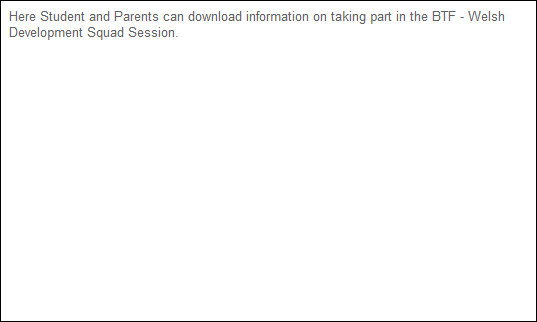 Here Student and Parents can download information on taking part in the BTF - Welsh
Development Squad Session.